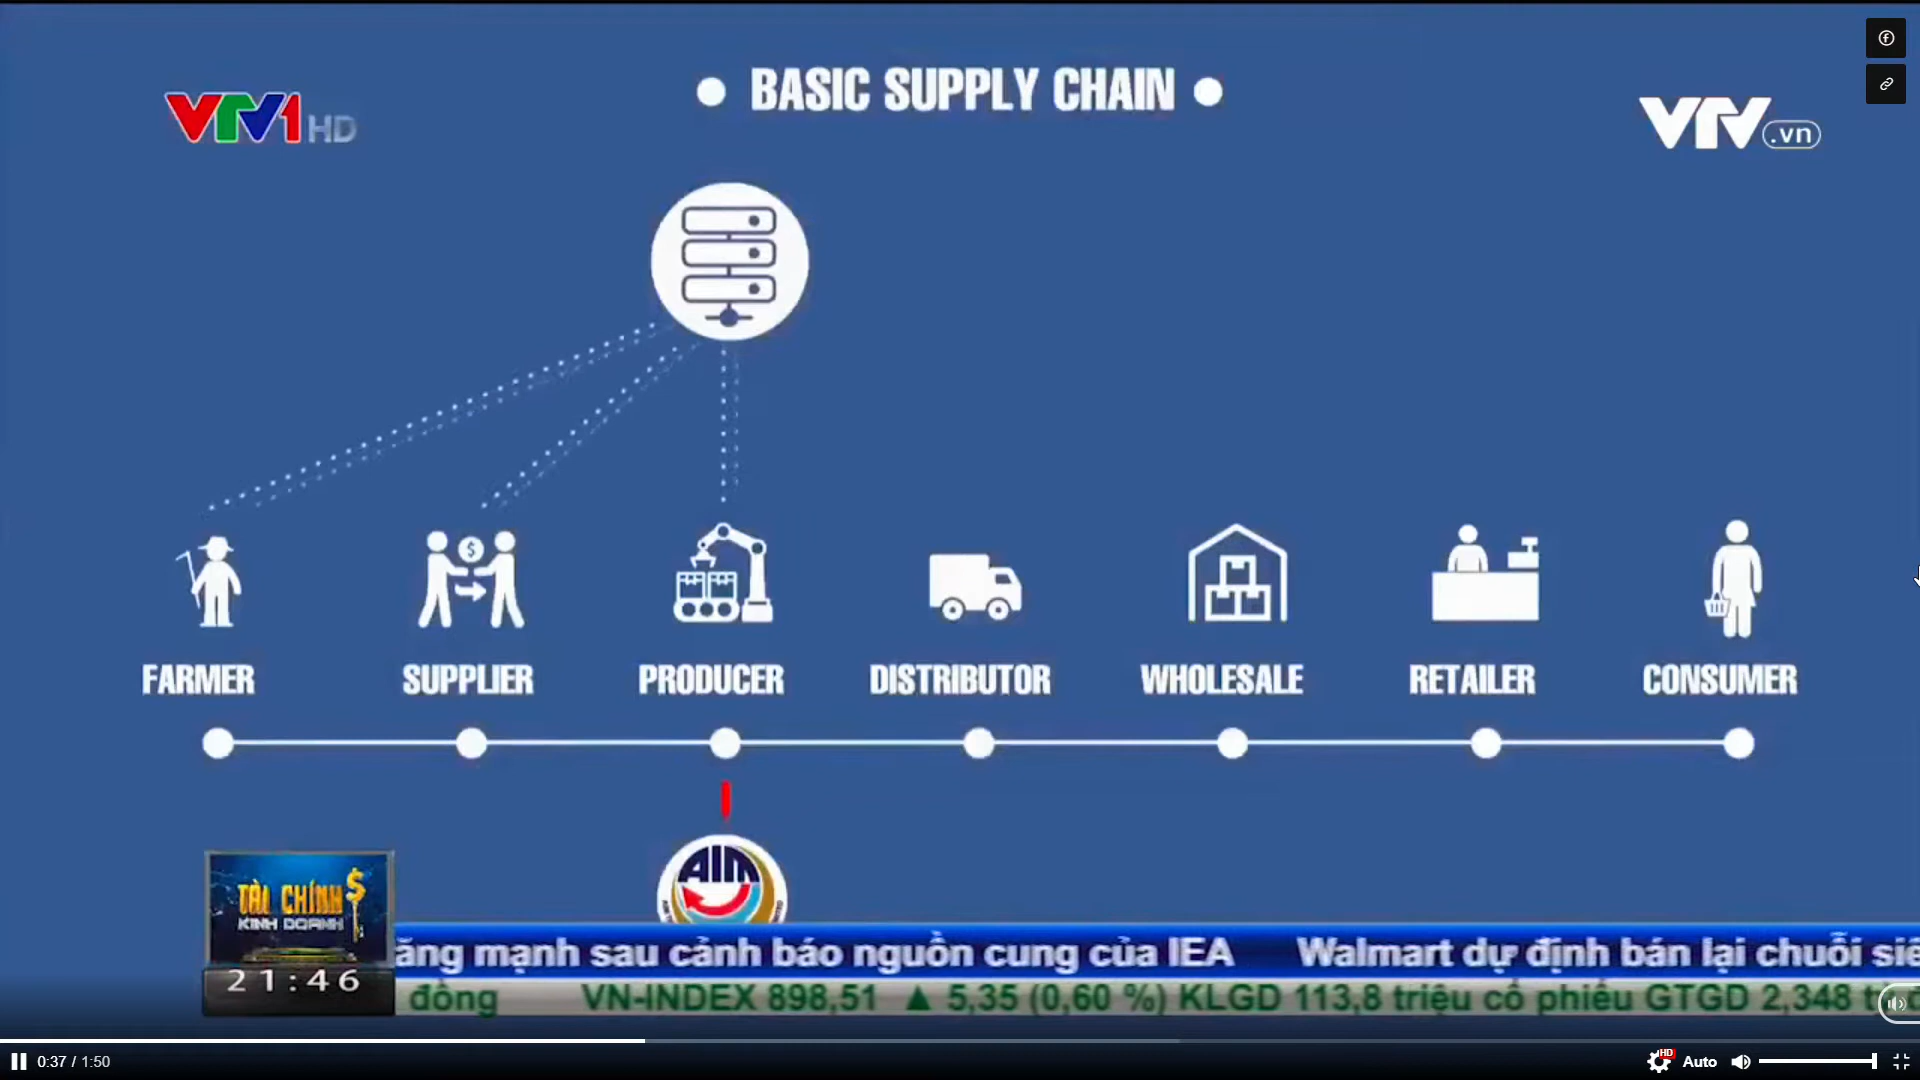 BASIC SUPPLY CHAIN
VTV1 HD
VTV.vn
$
FARMER
SUPPLIER
PRODUCER
DISTRIBUTOR
WHOLESALE
RETAILER
CONSUMER
AIM
TÀI CHÍNH $
KINH DOANH
21:46
ăng mạnh sau cảnh báo nguồn cung của IEA Walmart dự định bán lại chuỗi siê
đồng VN-INDEX 898,51 ▲ 5,35 (0,60 %) KLGD 113,8 triệu cổ phiếu GTGD 2,348
0:37 / 1:50
HD
Auto